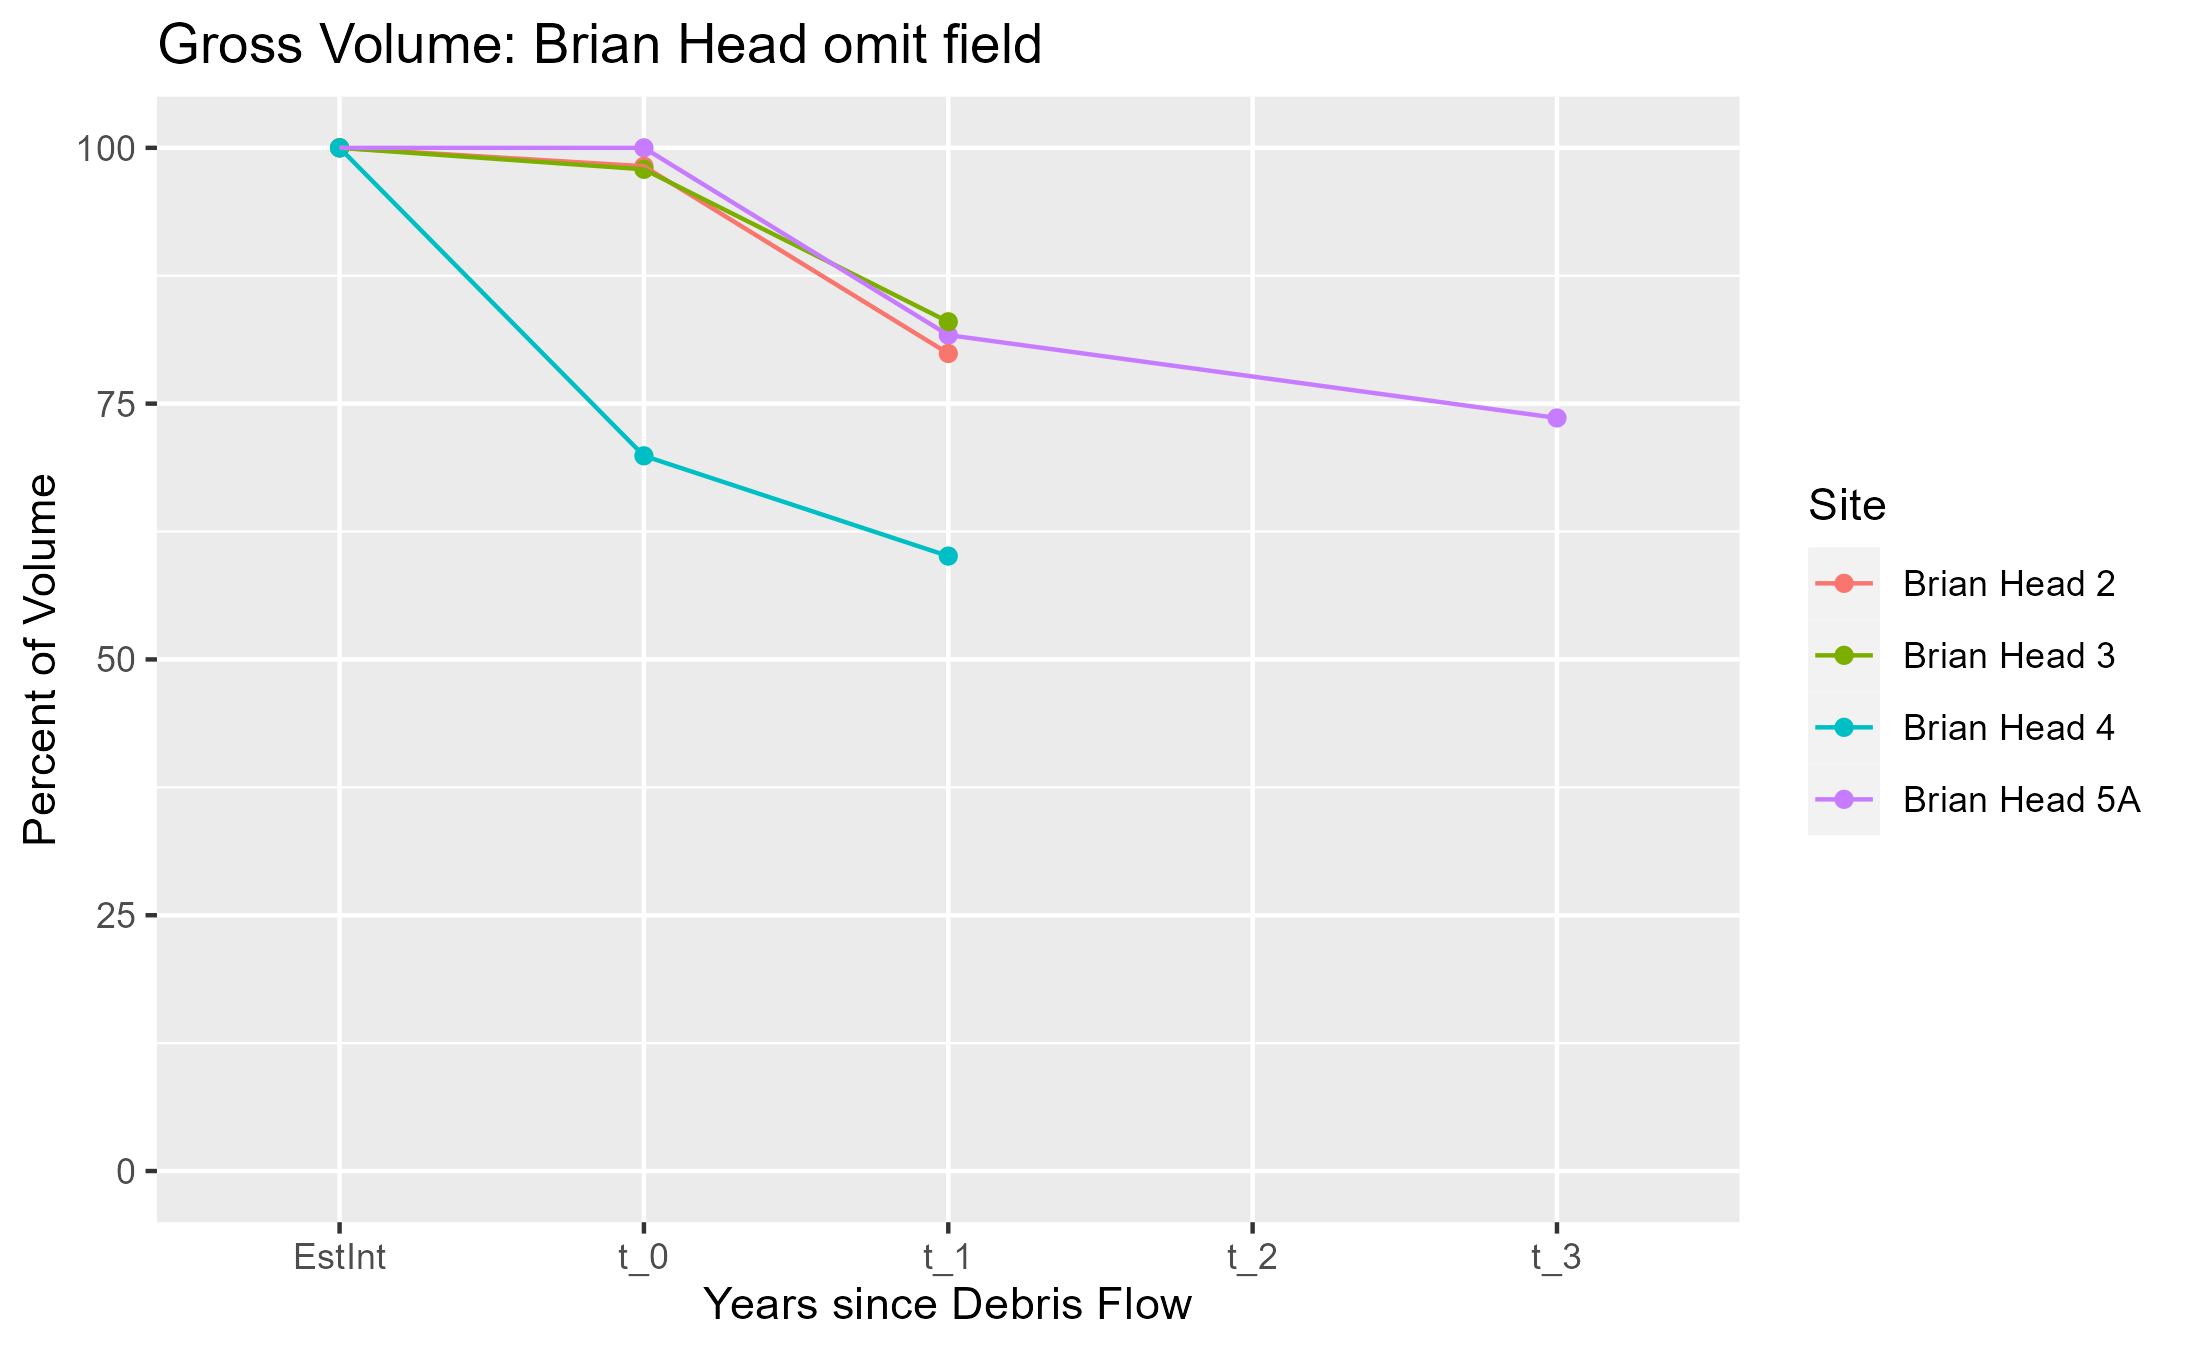 Gross Volume: Brian Head omit field
100
75
50
25
0
Percent of Volume
EstInt t_0 t_1 t_2 t_3
Years since Debris Flow
Site
Brian Head 2
Brian Head 3
Brian Head 4
Brian Head 5A